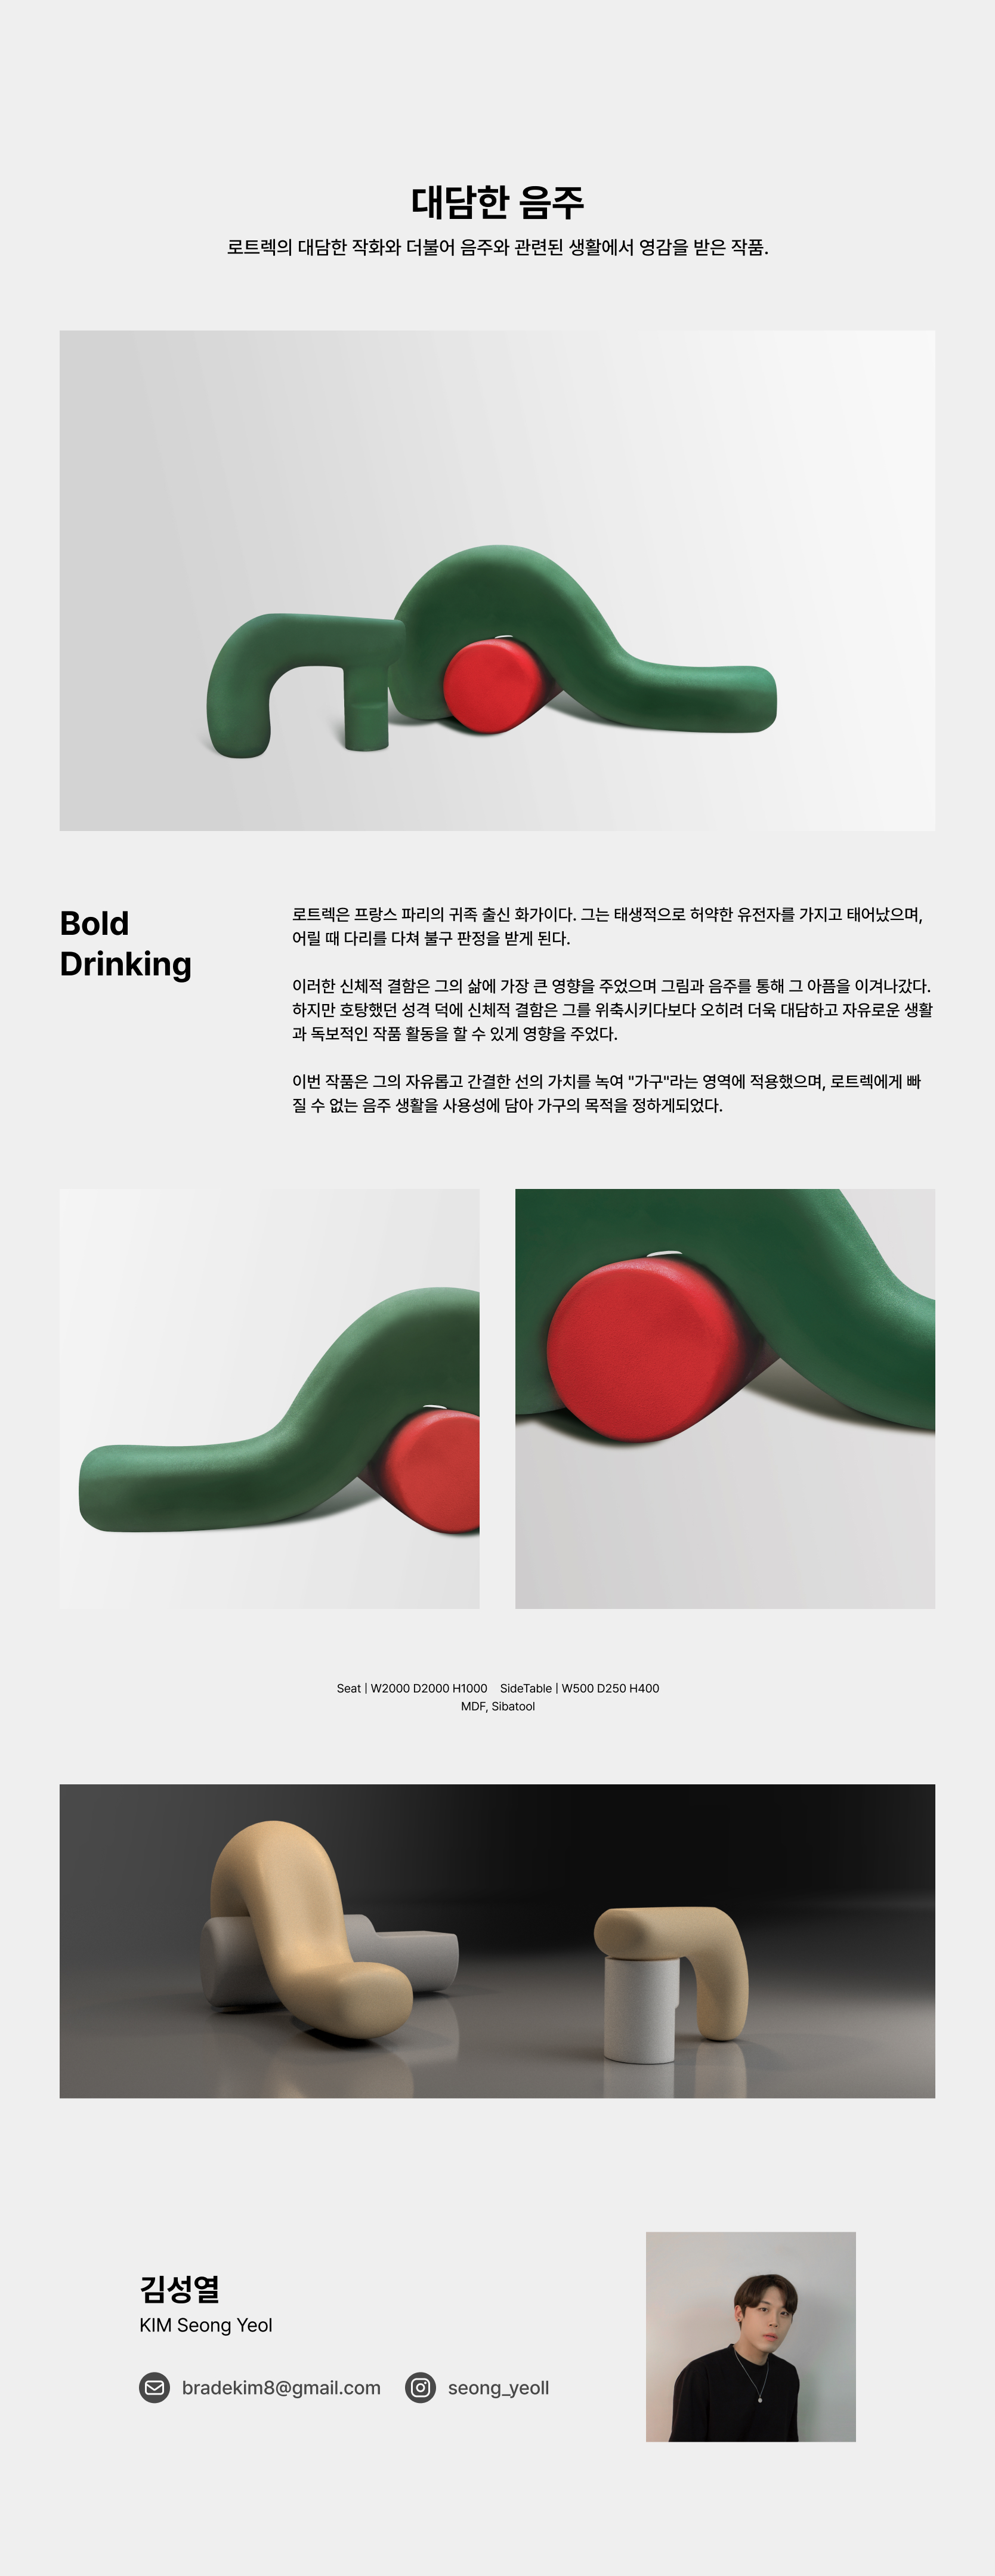 대담한 음주
로트렉의 대담한 작화와 더불어 음주와 관련된 생활에서 영감을 받은 작품.
Bold
Drinking
로트렉은 프랑스 파리의 귀족 출신 화가이다. 그는 태생적으로 허약한 유전자를 가지고 태어났으며,
어릴 때 다리를 다쳐 불구 판정을 받게 된다.
이러한 신체적 결함은 그의 삶에 가장 큰 영향을 주었으며 그림과 음주를 통해 그 아픔을 이겨나갔다.
하지만 호탕했던 성격 덕에 신체적 결함은 그를 위축시키다보다 오히려 더욱 대담하고 자유로운 생활
과 독보적인 작품 활동을 할 수 있게 영향을 주었다.
이번 작품은 그의 자유롭고 간결한 선의 가치를 녹여 "가구"라는 영역에 적용했으며, 로트렉에게 빠
질 수 없는 음주 생활을 사용성에 담아 가구의 목적을 정하게되었다.
Seat | W2000 D2000 H1000 SideTable | W500 D250 H400
MDF, Sibatool
김성열
KIM Seong Yeol
bradekim8@gmail.com seong_yeoll